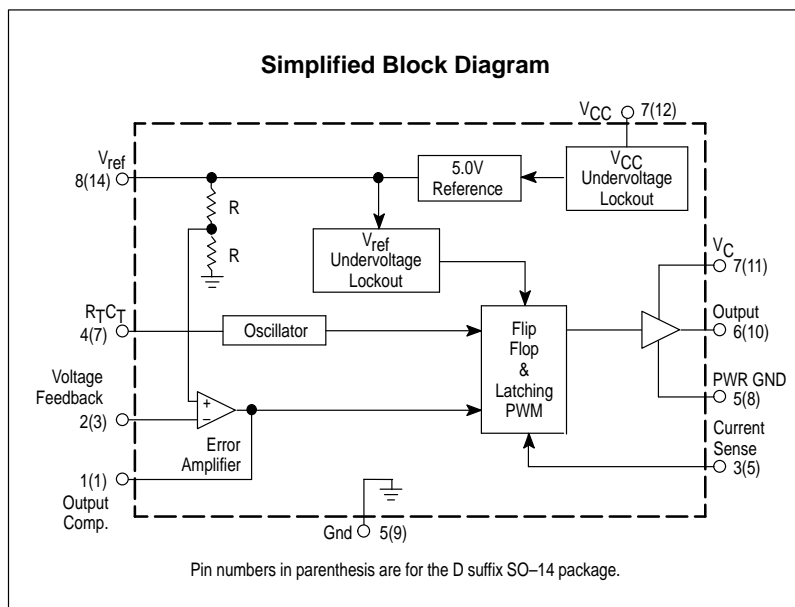 Simplified Block Diagram
VCC 7(12)
Vref
8(14)
5.0V
Reference
VCC
Undervoltage
Lockout
R
R
Vref
Undervoltage
Lockout
VC
7(11)
RTCT
4(7)
Oscillator
Flip
Flop
&
Latching
PWM
Output
6(10)
Voltage
Feedback
2(3)
+
–
Error
Amplifier
PWR GND
5(8)
Current
Sense
3(5)
1(1)
Output
Comp.
Gnd 5(9)
Pin numbers in parenthesis are for the D suffix SO–14 package.